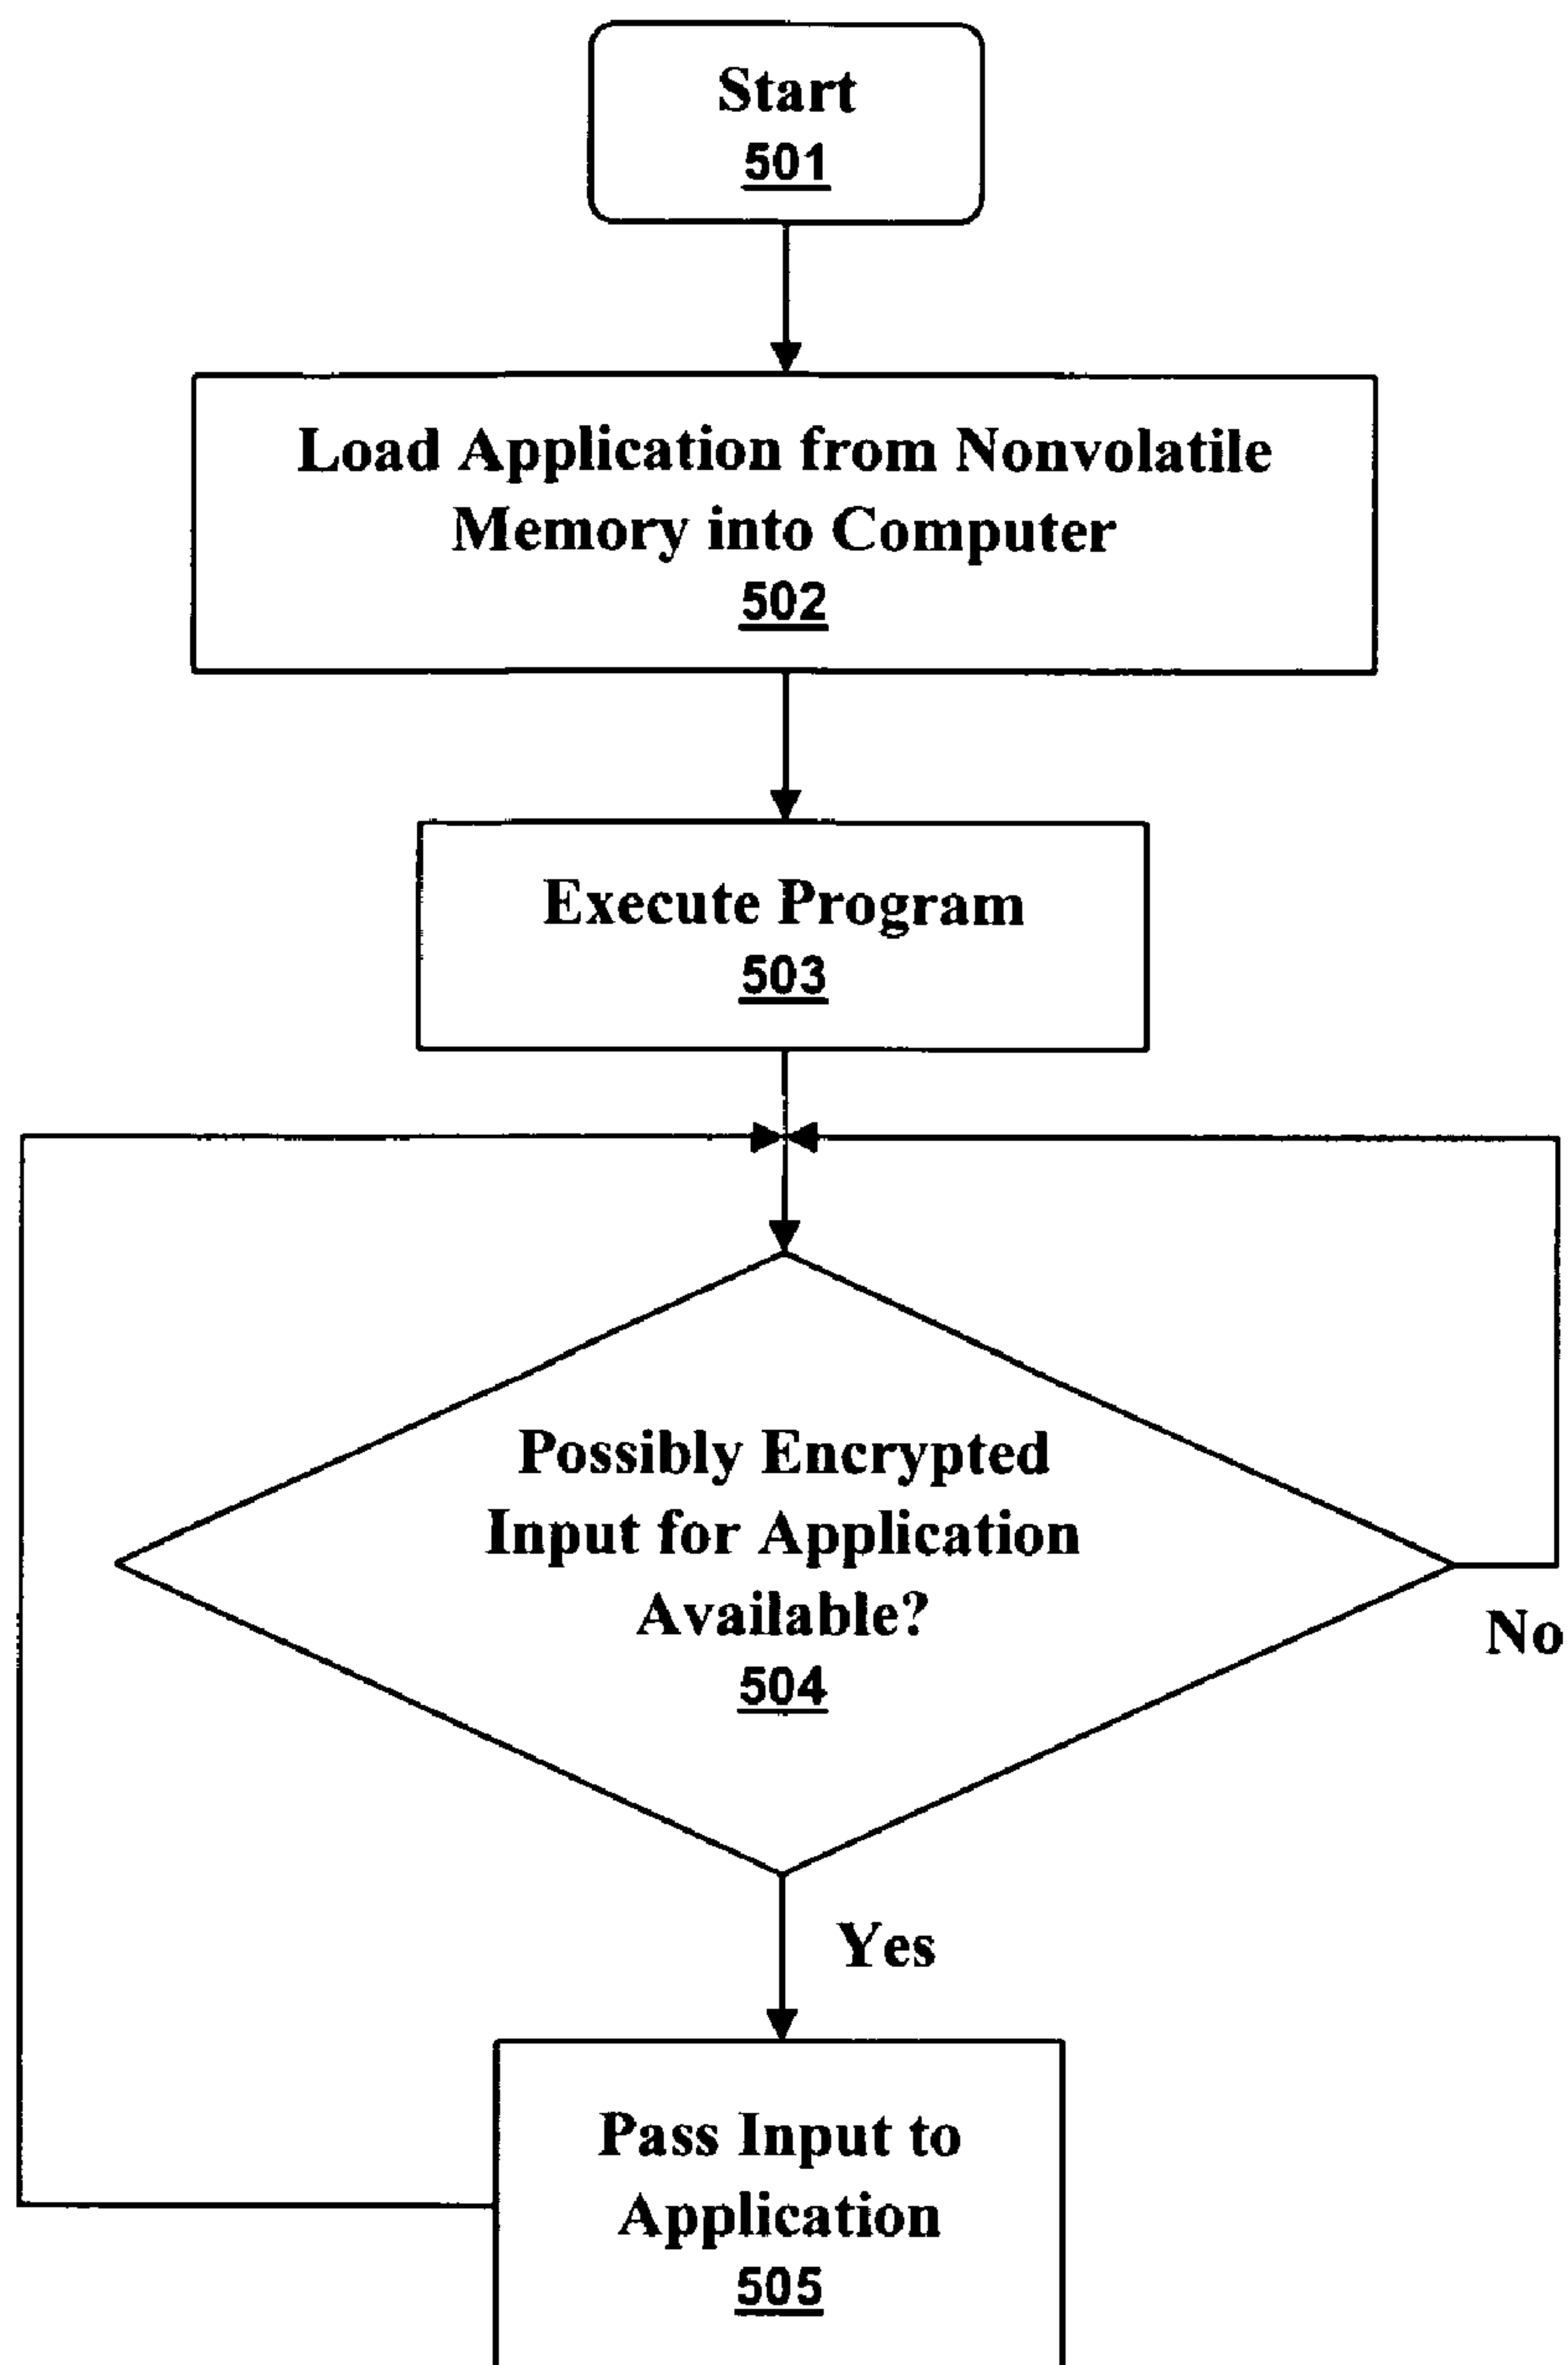 Start
501
Load Application from Nonvolatile
Memory into Computer
502
Execute Program
503
Possibly Encrypted
Input for Application
Available?
504
No
Yes
Pass Input to
Application
505